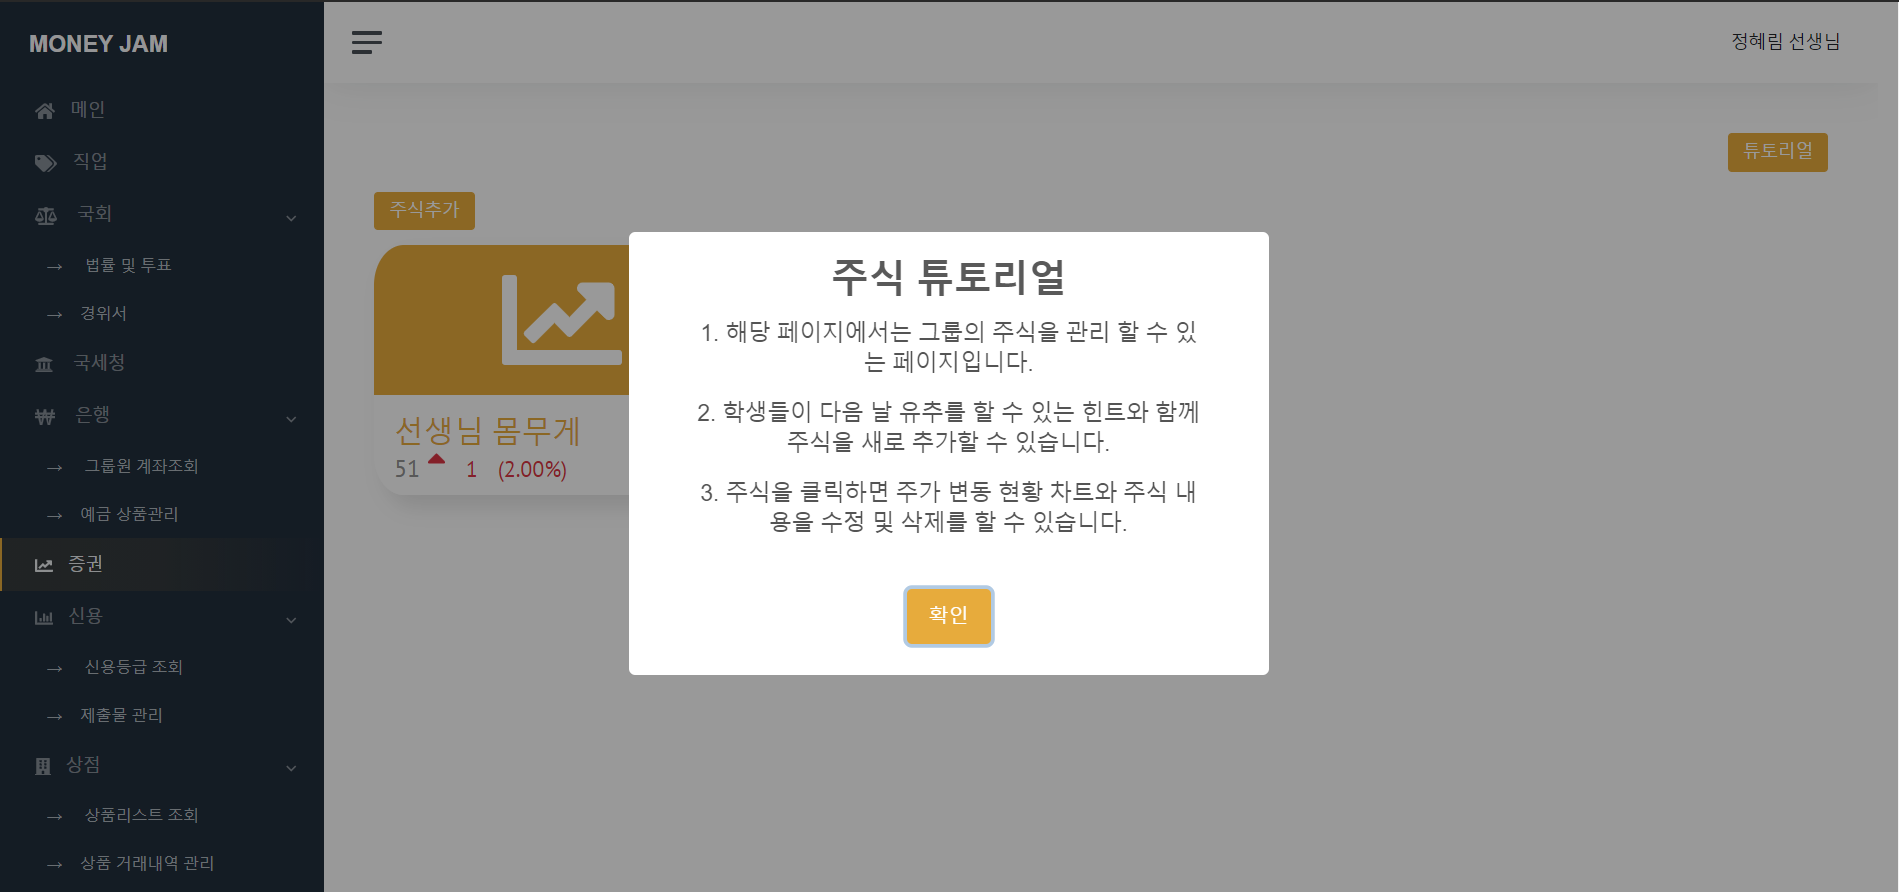 MONEY JAM
정혜림 선생님
메인
직업
국회
법률 및 투표
경위서
국세청
은행
그룹원 계좌조회
예금 상품관리
증권
신용
신용등급 조회
제출물 관리
상점
상품리스트 조회
상품 거래내역 관리
튜토리얼
주식추가
선생님 몸무게
51 1 (2.00%)
주식 튜토리얼
1. 해당 페이지에서는 그룹의 주식을 관리 할 수 있
는 페이지입니다.
2. 학생들이 다음 날 유추를 할 수 있는 힌트와 함께
주식을 새로 추가할 수 있습니다.
3. 주식을 클릭하면 주가 변동 현황 차트와 주식 내
용을 수정 및 삭제를 할 수 있습니다.
확인